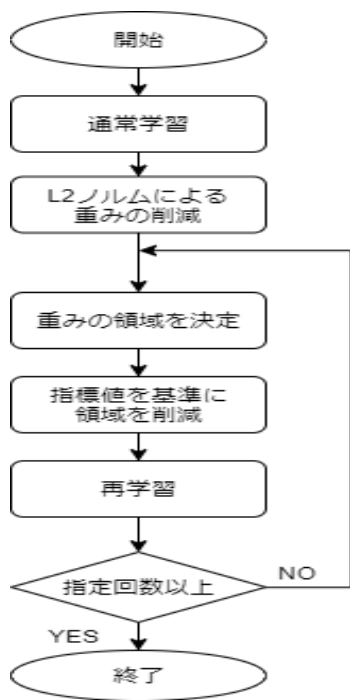 開始
通常学習
L2ノルムによる
重みの削減
重みの領域を決定
指標値を基準に
領域を削減
再学習
指定回数以上
NO
YES
終了